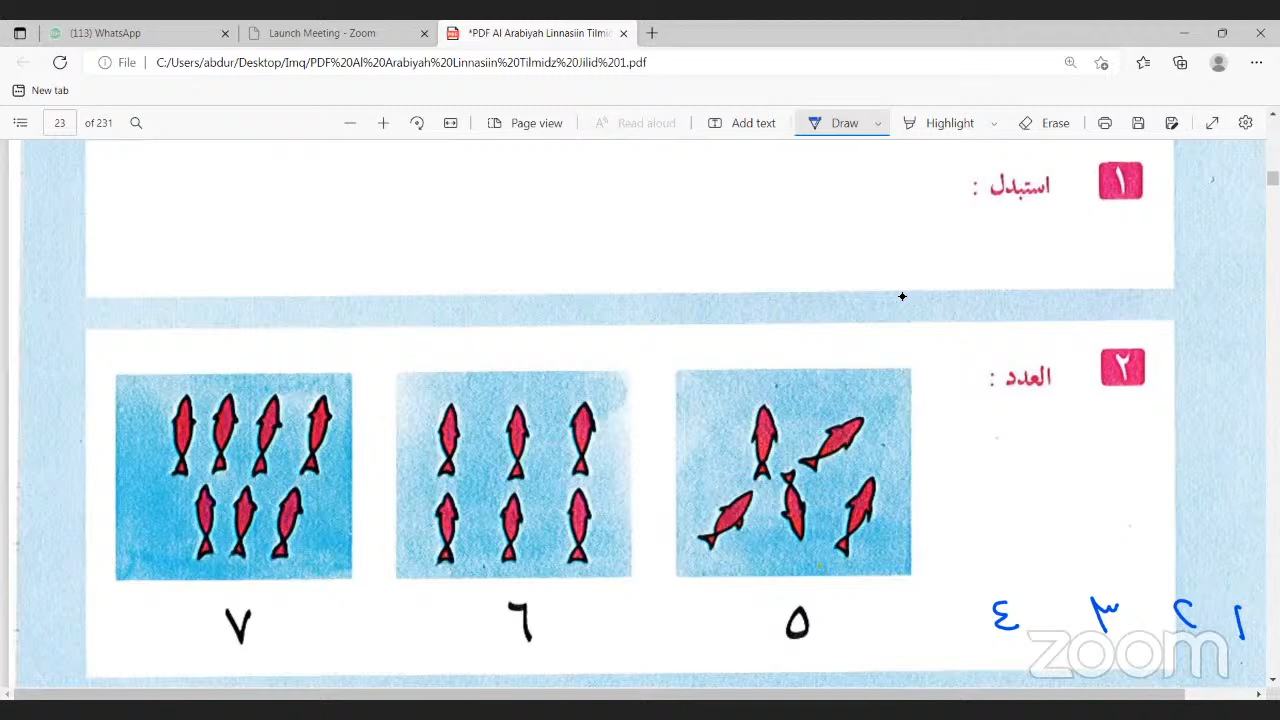 (113) WhatsApp
Launch Meeting - Zoom
*PDF Al Arabiyah Linnasiin Tilmid
File
C:/Users/abdur/Desktop/Imq/PDF%20Al%20Arabiyah%20Linnasiin%20Tilmidz%20Jilid%201.pdf
New tab
23 of 231
Page view
Read aloud
Add text
Draw
Highlight
Erase
١ استبدل :
٢ العدد :
١ ٢ ٣ ٤ ٥ ٦ ٧
zoom